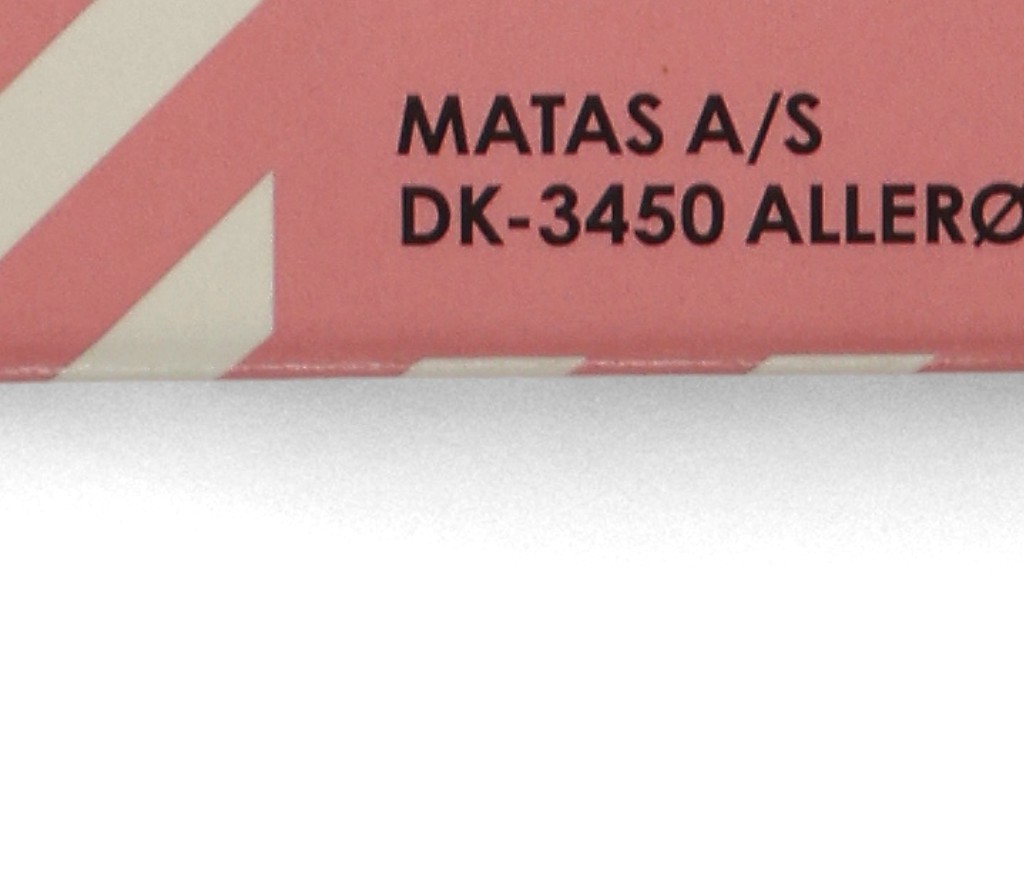 MATAS A/S
DK-3450 ALLERØ